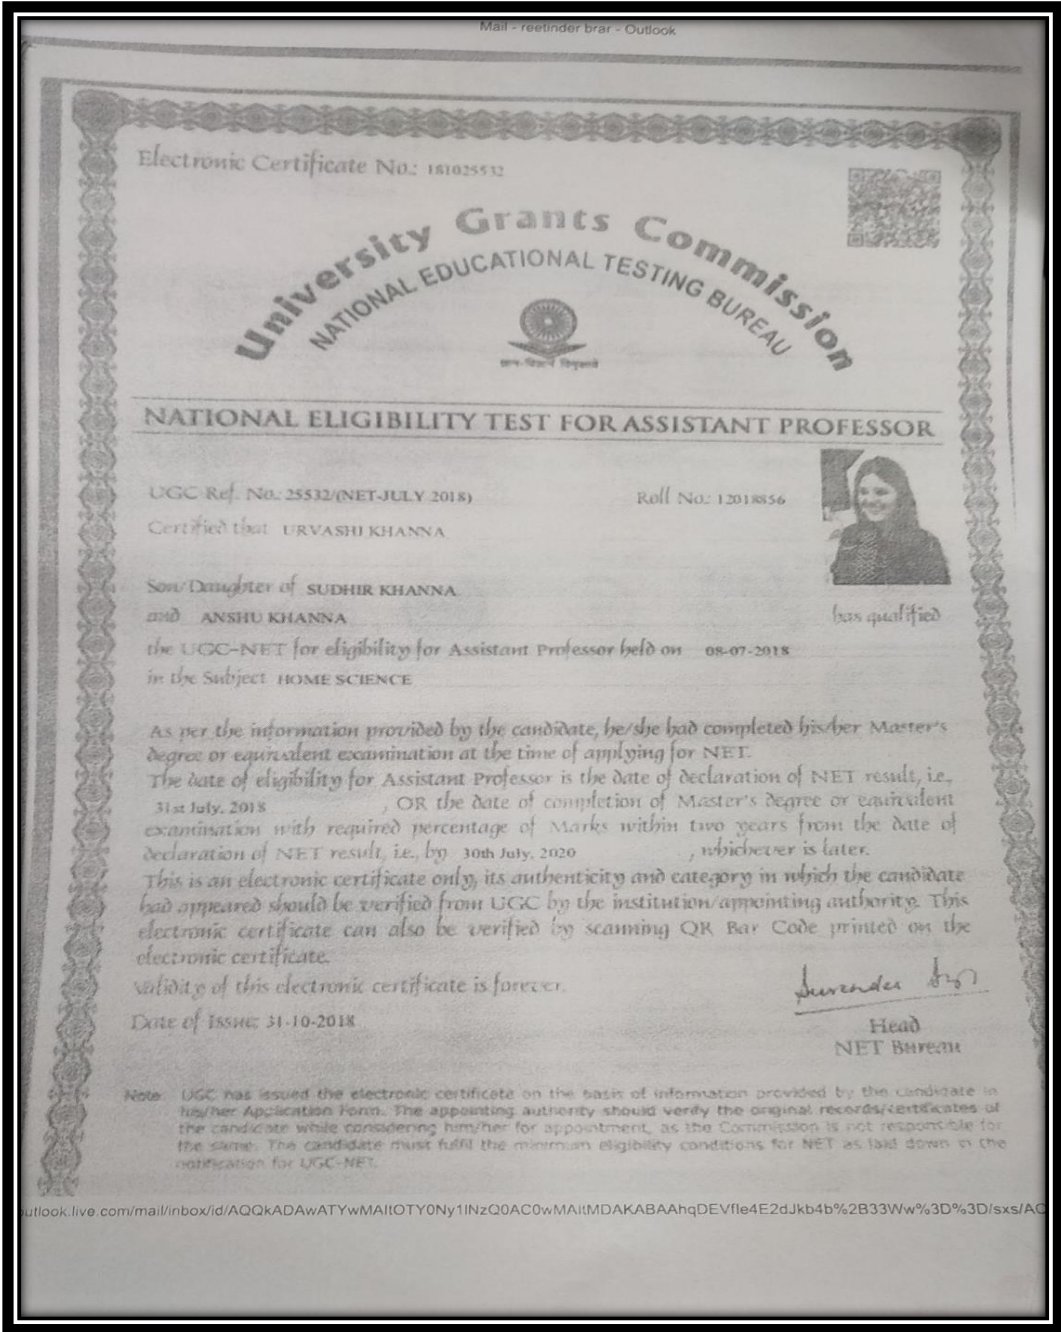 Mail - reetinder brar - Outlook
Electronic Certificate No.: 181025532
University Grants Commission
NATIONAL EDUCATIONAL TESTING BUREAU
ज्ञान-विज्ञानं विमुक्तये
NATIONAL ELIGIBILITY TEST FOR ASSISTANT PROFESSOR
UGC Ref. No.: 25532/(NET-JULY 2018) Roll No.: 12018856
Certified that URVASHI KHANNA
Son/Daughter of SUDHIR KHANNA
and ANSHU KHANNA has qualified
the UGC-NET for eligibility for Assistant Professor held on 08-07-2018
in the Subject HOME SCIENCE
As per the information provided by the candidate, he/she had completed his/her Master's
degree or equivalent examination at the time of applying for NET.
The date of eligibility for Assistant Professor is the date of declaration of NET result, i.e.,
31st July, 2018 , OR the date of completion of Master's degree or equivalent
examination with required percentage of Marks within two years from the date of
declaration of NET result, i.e., by 30th July, 2020 , whichever is later.
This is an electronic certificate only, its authenticity and category in which the candidate
had appeared should be verified from UGC by the institution/appointing authority. This
electronic certificate can also be verified by scanning QR Bar Code printed on the
electronic certificate.
Validity of this electronic certificate is forever.
Date of Issue: 31-10-2018
Surender
Head
NET Bureau
Note: UGC has issued the electronic certificate on the basis of information provided by the candidate in
his/her Application Form. The appointing authority should verify the original records/certificates of
the candidate while considering him/her for appointment, as the Commission is not responsible for
the same. The candidate must fulfil the minimum eligibility conditions for NET as laid down in the
notification for UGC-NET.